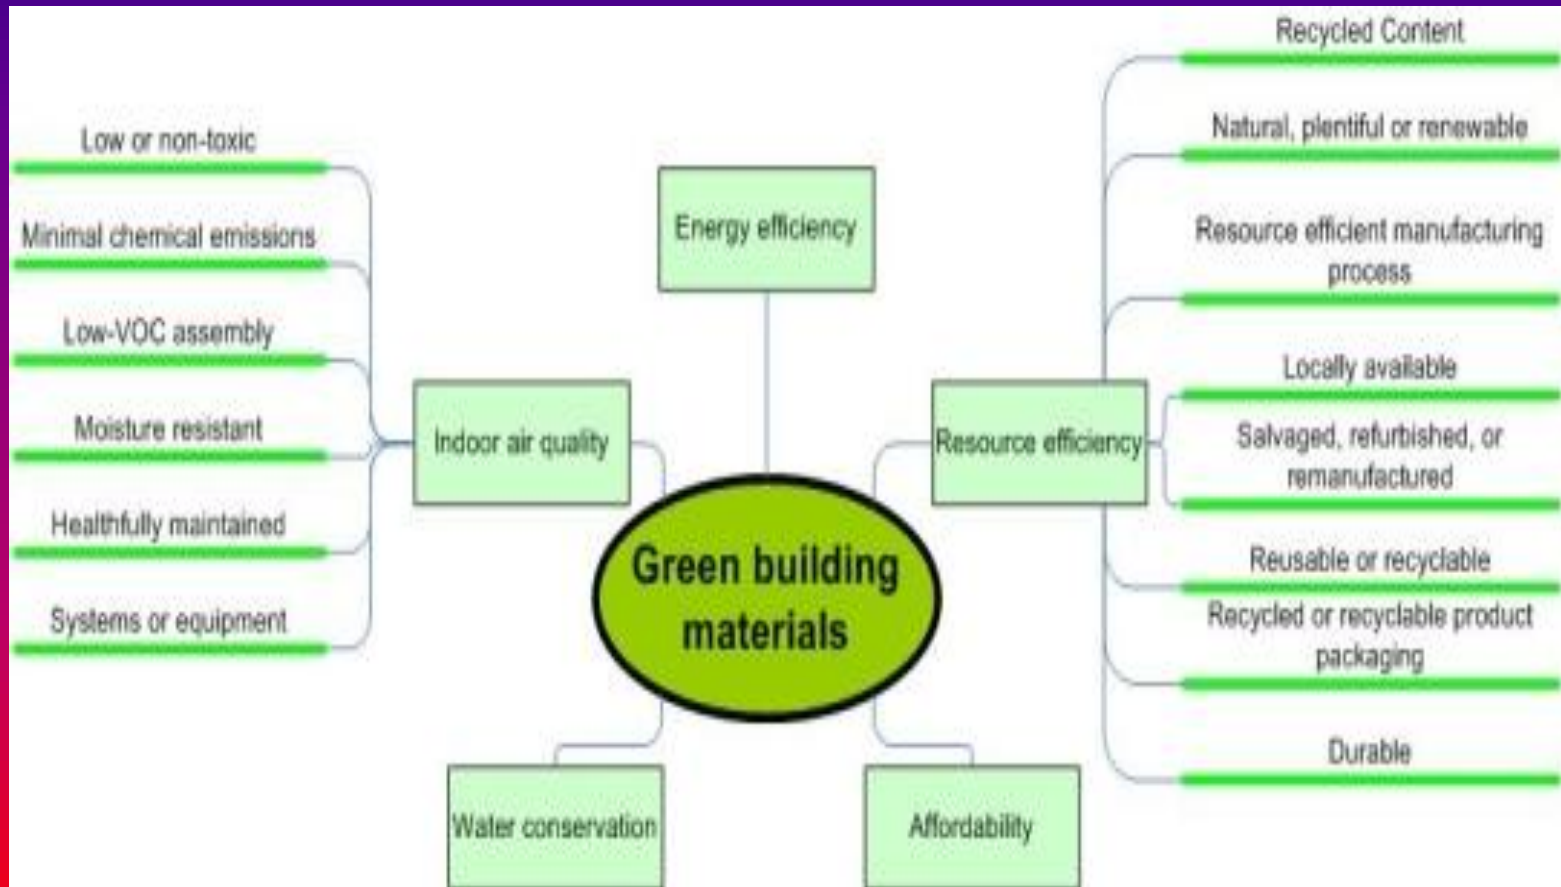 Recycled Content
Natural, plentiful or renewable
Resource efficient manufacturing
process
Locally available
Salvaged, refurbished, or
remanufactured
Reusable or recyclable
Recycled or recyclable product
packaging
Durable
Low or non-toxic
Minimal chemical emissions
Low-VOC assembly
Moisture resistant
Healthfully maintained
Systems or equipment
Energy efficiency
Indoor air quality
Resource efficiency
Green building
materials
Water conservation
Affordability